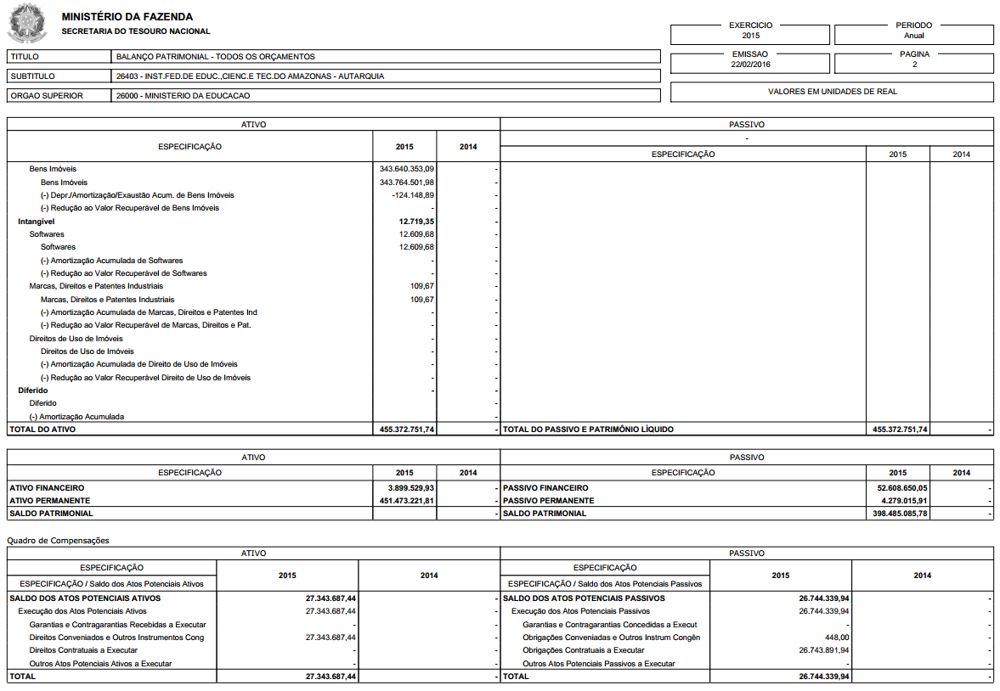 MINISTÉRIO DA FAZENDA
SECRETARIA DO TESOURO NACIONAL
EXERCICIO
2015
PERIODO
Anual
EMISSAO
22/02/2016
PAGINA
2
TITULO BALANÇO PATRIMONIAL - TODOS OS ORÇAMENTOS
SUBTITULO 26403 - INST.FED.DE EDUC.,CIENC.E TEC.DO AMAZONAS - AUTARQUIA
ORGAO SUPERIOR 26000 - MINISTERIO DA EDUCACAO
VALORES EM UNIDADES DE REAL
ATIVO PASSIVO
-
ESPECIFICAÇÃO 2015 2014 ESPECIFICAÇÃO 2015 2014
Bens Imóveis 343.640.353,09 -
Bens Imóveis 343.764.501,98 -
(-) Depr./Amortização/Exaustão Acum. de Bens Imóveis -124.148,89 -
(-) Redução ao Valor Recuperável de Bens Imóveis - -
Intangível 12.719,35 -
Softwares 12.609,68 -
Softwares 12.609,68 -
(-) Amortização Acumulada de Softwares - -
(-) Redução ao Valor Recuperável de Softwares - -
Marcas, Direitos e Patentes Industriais 109,67 -
Marcas, Direitos e Patentes Industriais 109,67 -
(-) Amortização Acumulada de Marcas, Direitos e Patentes Ind - -
(-) Redução ao Valor Recuperável de Marcas, Direitos e Pat. - -
Direitos de Uso de Imóveis - -
Direitos de Uso de Imóveis - -
(-) Amortização Acumulada de Direito de Uso de Imóveis - -
(-) Redução ao Valor Recuperável Direito de Uso de Imóveis - -
Diferido - -
Diferido -
(-) Amortização Acumulada -
TOTAL DO ATIVO 455.372.751,74 - TOTAL DO PASSIVO E PATRIMÔNIO LÍQUIDO 455.372.751,74 -
ATIVO PASSIVO
ESPECIFICAÇÃO 2015 2014 ESPECIFICAÇÃO 2015 2014
ATIVO FINANCEIRO 3.899.529,93 - PASSIVO FINANCEIRO 52.608.650,05 -
ATIVO PERMANENTE 451.473.221,81 - PASSIVO PERMANENTE 4.279.015,91 -
SALDO PATRIMONIAL - SALDO PATRIMONIAL 398.485.085,78 -
Quadro de Compensações
ATIVO PASSIVO
ESPECIFICAÇÃO 2015 2014 ESPECIFICAÇÃO 2015 2014
ESPECIFICAÇÃO / Saldo dos Atos Potenciais Ativos ESPECIFICAÇÃO / Saldo dos Atos Potenciais Passivos
SALDO DOS ATOS POTENCIAIS ATIVOS 27.343.687,44 - SALDO DOS ATOS POTENCIAIS PASSIVOS 26.744.339,94 -
Execução dos Atos Potenciais Ativos 27.343.687,44 - Execução dos Atos Potenciais Passivos 26.744.339,94 -
Garantias e Contragarantias Recebidas a Executar - - Garantias e Contragarantias Concedidas a Execut - -
Direitos Conveniados e Outros Instrumentos Cong 27.343.687,44 - Obrigações Conveniadas e Outros Instrum Congên 448,00 -
Direitos Contratuais a Executar - - Obrigações Contratuais a Executar 26.743.891,94 -
Outros Atos Potenciais Ativos a Executar - - Outros Atos Potenciais Passivos a Executar - -
TOTAL 27.343.687,44 - TOTAL 26.744.339,94 -